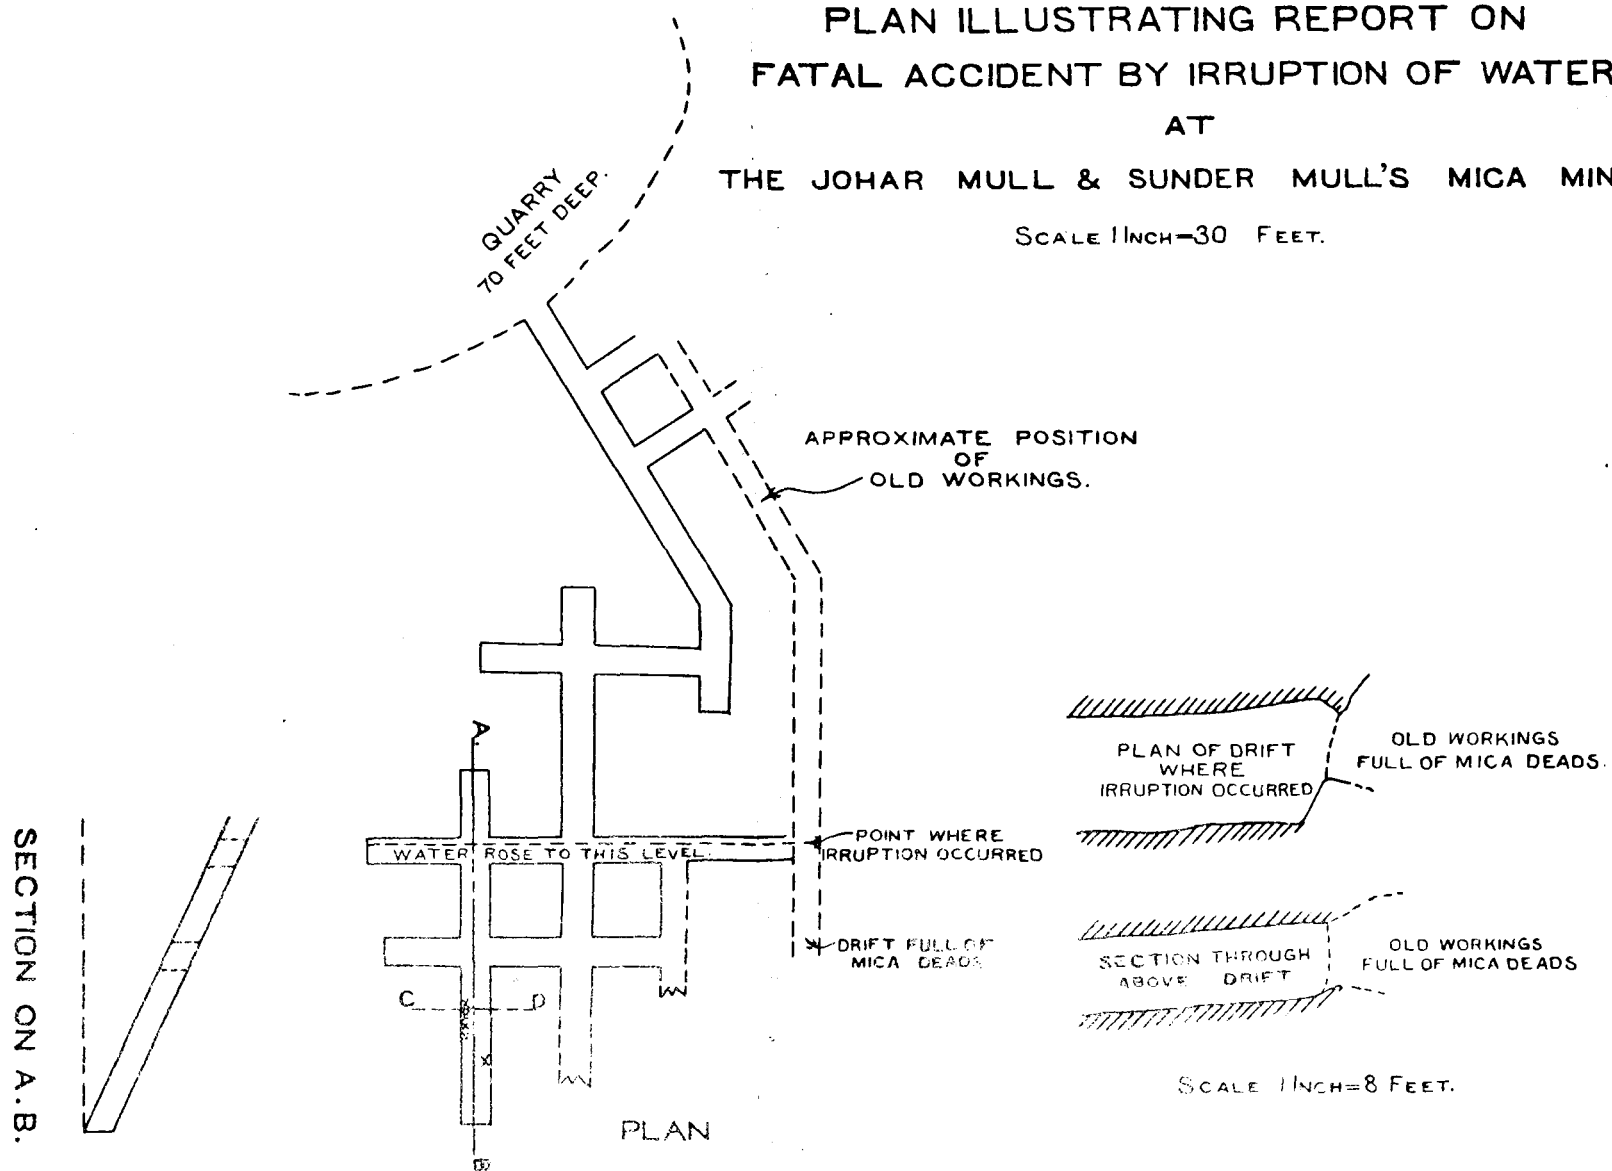 PLAN ILLUSTRATING REPORT ON
FATAL ACCIDENT BY IRRUPTION OF WATER
AT
THE JOHAR MULL & SUNDER MULL'S MICA MIN
SCALE 1 INCH=30 FEET.
QUARRY
70 FEET DEEP.
APPROXIMATE POSITION
OF
OLD WORKINGS.
A.
WATER ROSE TO THIS LEVEL.
POINT WHERE
IRRUPTION OCCURRED
DRIFT FULL OF
MICA DEADS
C D
X
B
PLAN
SECTION ON A.B.
PLAN OF DRIFT
WHERE
IRRUPTION OCCURRED
OLD WORKINGS
FULL OF MICA DEADS.
SECTION THROUGH
ABOVE DRIFT
OLD WORKINGS
FULL OF MICA DEADS
SCALE 1 INCH=8 FEET.